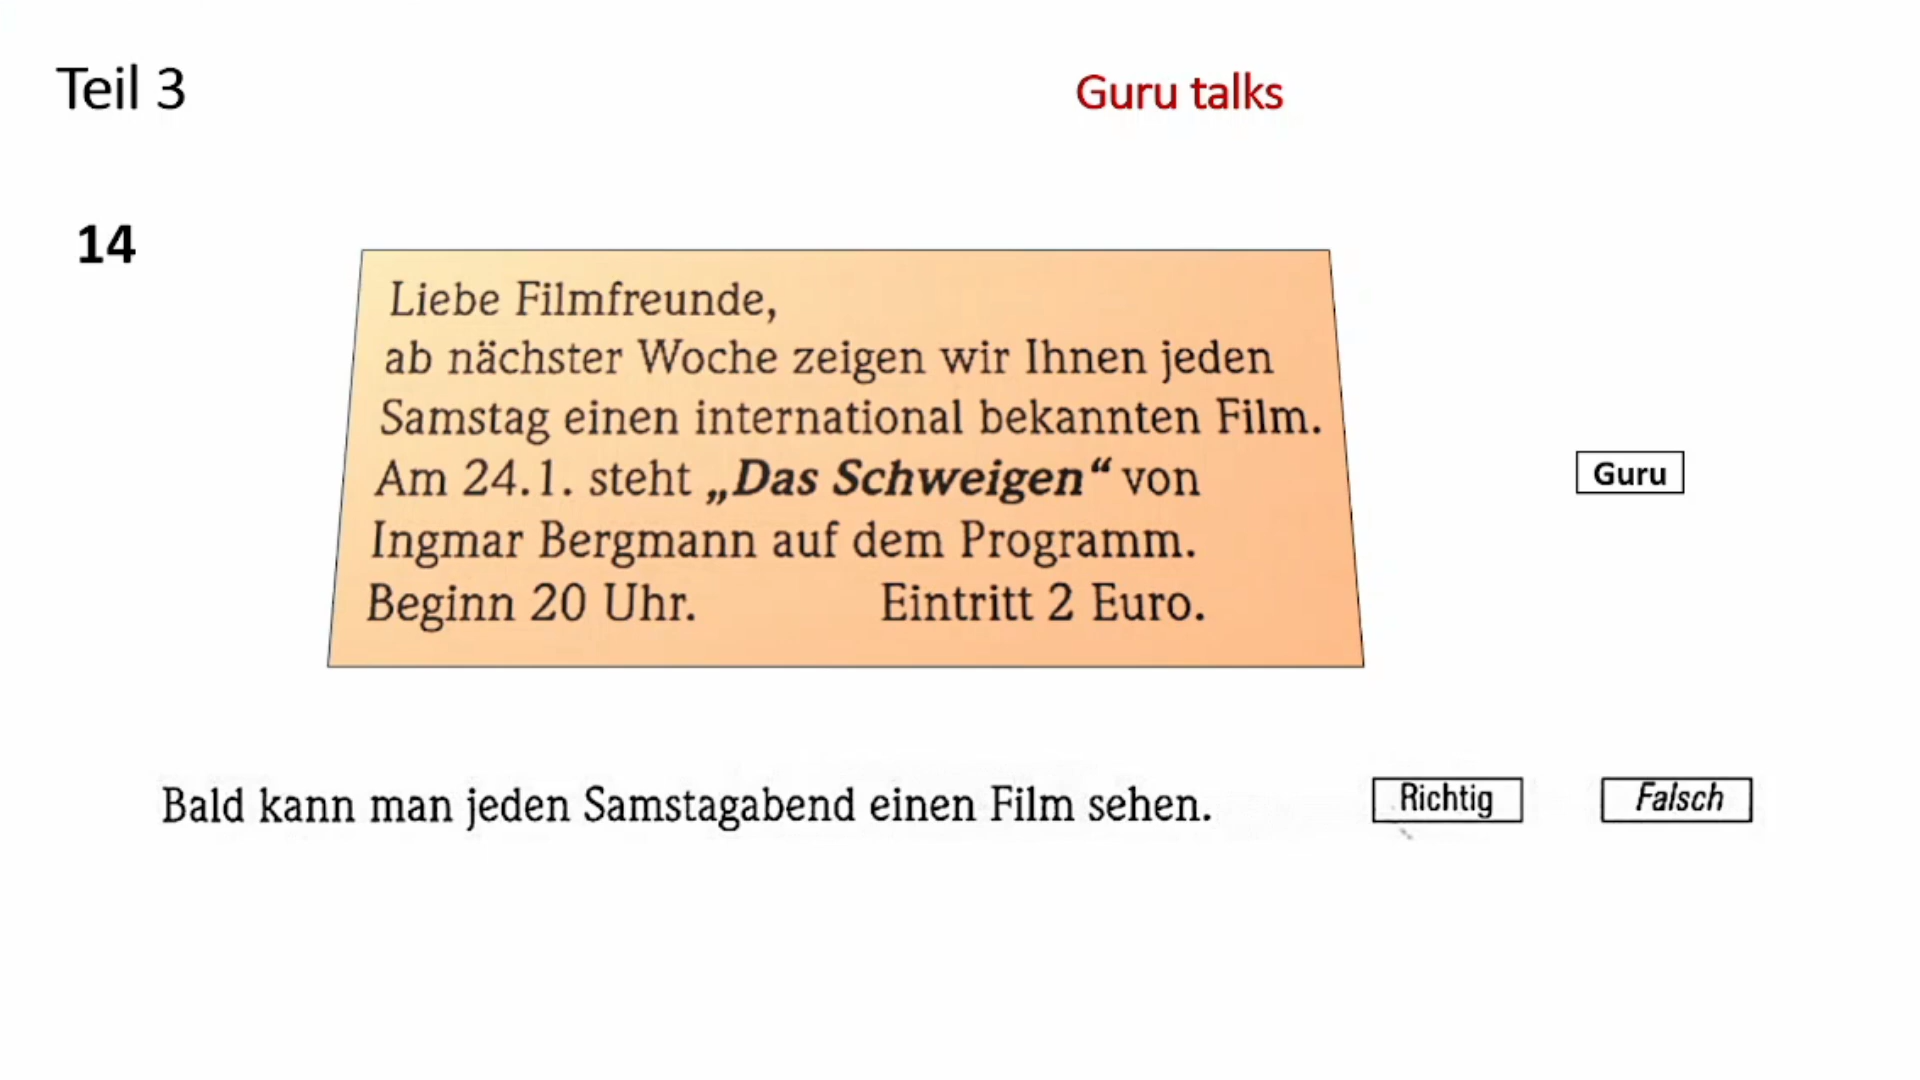 Teil 3
Guru talks
14
Liebe Filmfreunde,
ab nächster Woche zeigen wir Ihnen jeden
Samstag einen international bekannten Film.
Am 24.1. steht „Das Schweigen“ von
Ingmar Bergmann auf dem Programm.
Beginn 20 Uhr. Eintritt 2 Euro.
Guru
Bald kann man jeden Samstagabend einen Film sehen. Richtig Falsch